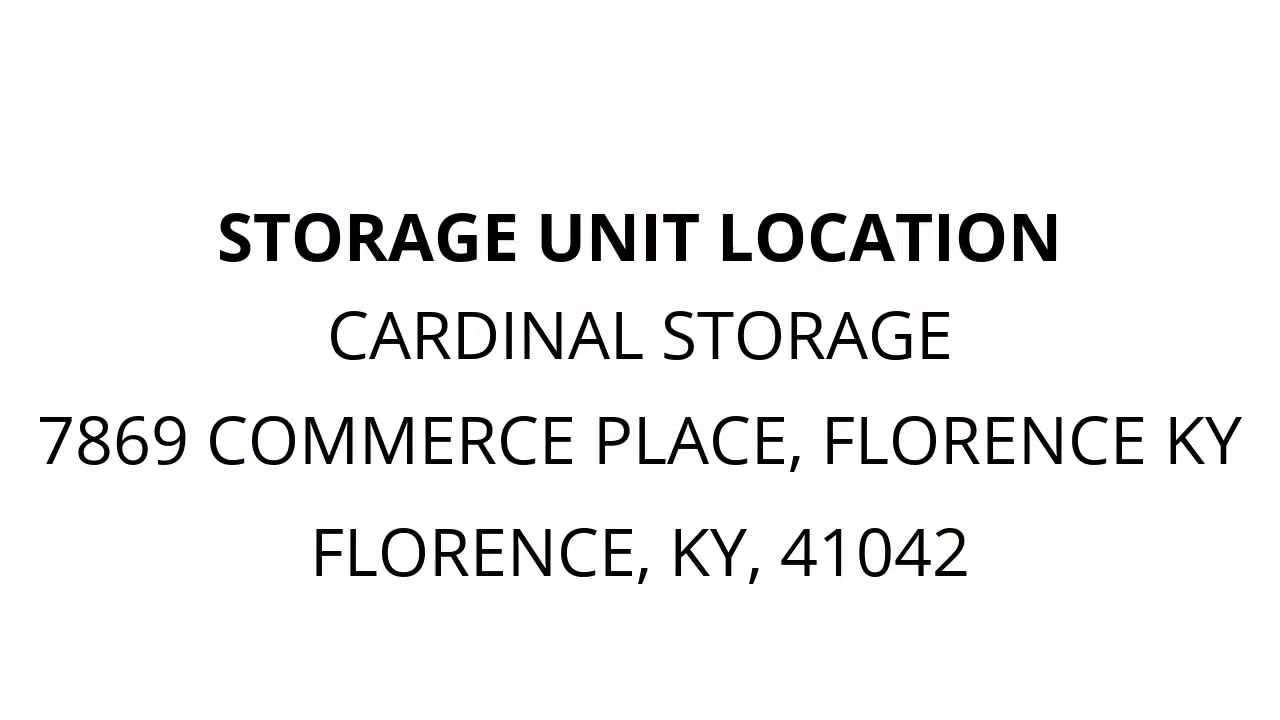 STORAGE UNIT LOCATION
CARDINAL STORAGE
7869 COMMERCE PLACE, FLORENCE KY
FLORENCE, KY, 41042